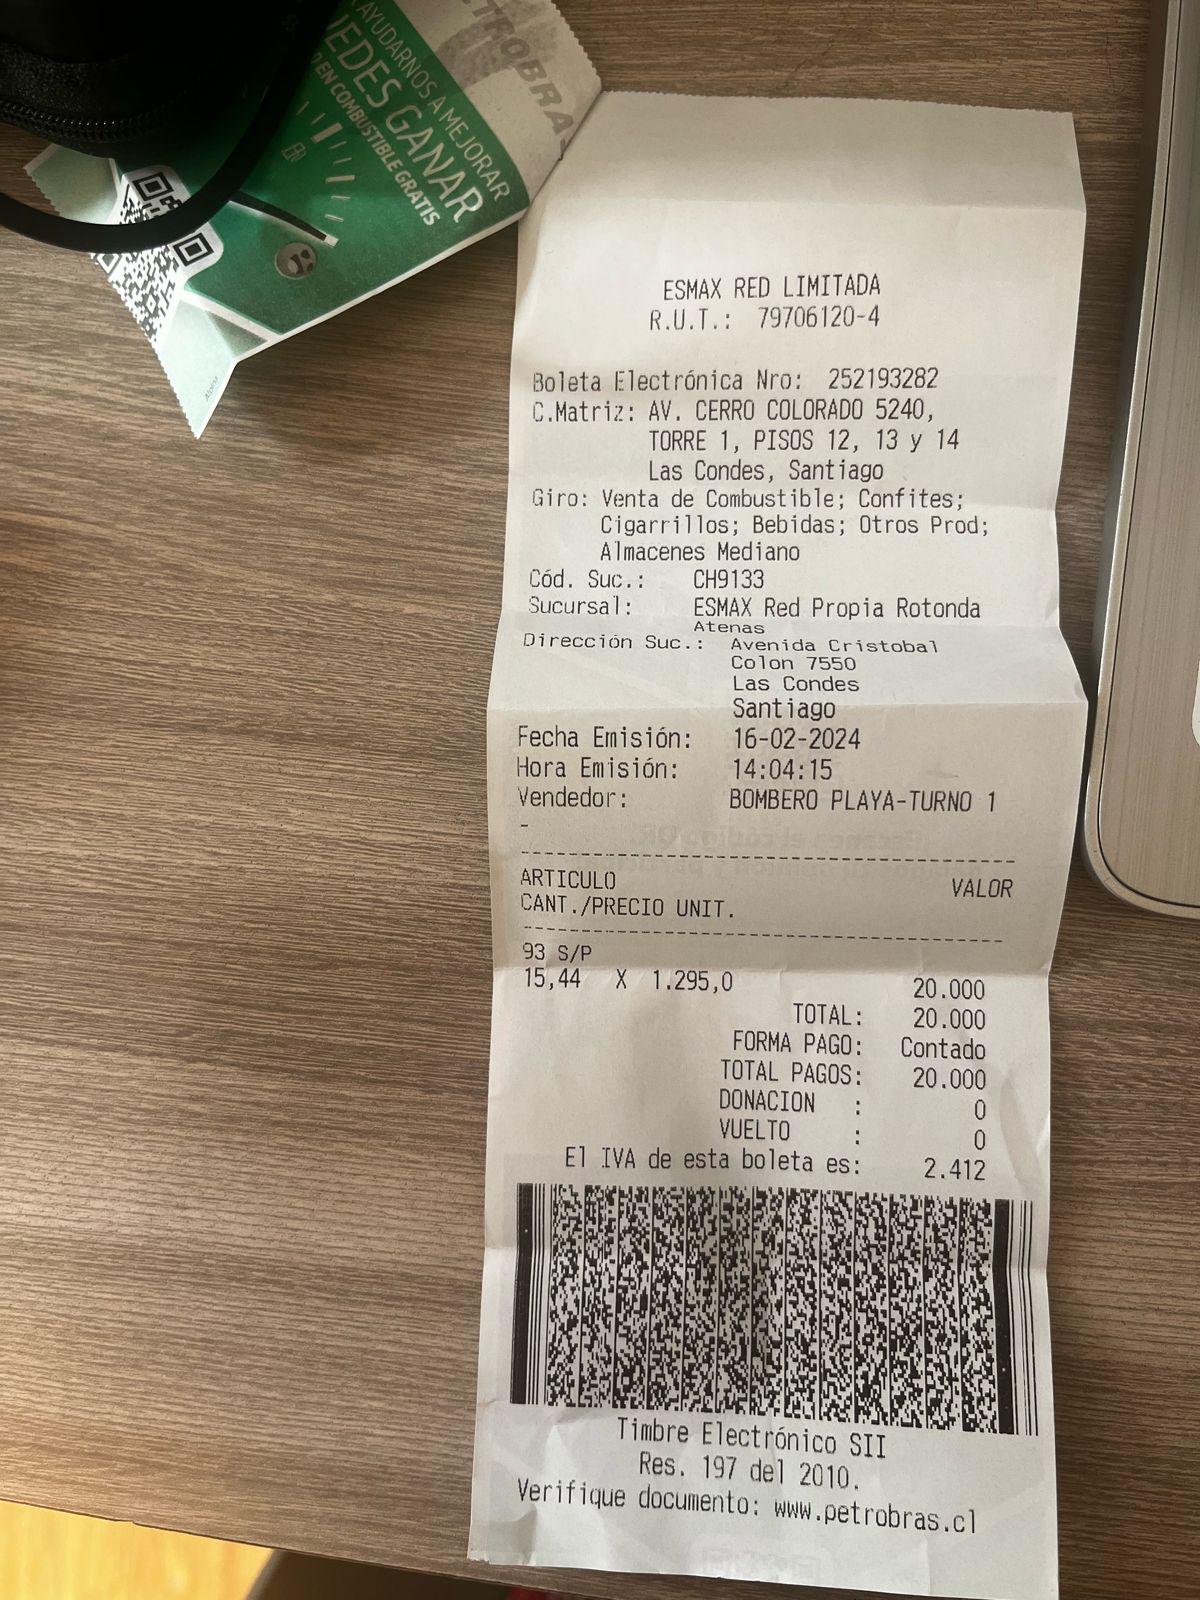 PETROBRAS
AYUDARNOS A MEJORAR
GANAR
EN COMBUSTIBLE GRATIS
ESMAX RED LIMITADA
R.U.T.: 79706120-4
Boleta Electrónica Nro: 252193282
C.Matriz: AV. CERRO COLORADO 5240,
TORRE 1, PISOS 12, 13 y 14
Las Condes, Santiago
Giro: Venta de Combustible; Confites;
Cigarrillos; Bebidas; Otros Prod;
Almacenes Mediano
Cód. Suc.: CH9133
Sucursal: ESMAX Red Propia Rotonda
Atenas
Dirección Suc.: Avenida Cristobal
Colon 7550
Las Condes
Santiago
Fecha Emisión: 16-02-2024
Hora Emisión: 14:04:15
Vendedor: BOMBERO PLAYA-TURNO 1
-
ARTICULO VALOR
CANT./PRECIO UNIT.
93 S/P
15,44 X 1.295,0 20.000
TOTAL: 20.000
FORMA PAGO: Contado
TOTAL PAGOS: 20.000
DONACION : 0
VUELTO : 0
El IVA de esta boleta es: 2.412
Timbre Electrónico SII
Res. 197 del 2010.
Verifique documento: www.petrobras.cl